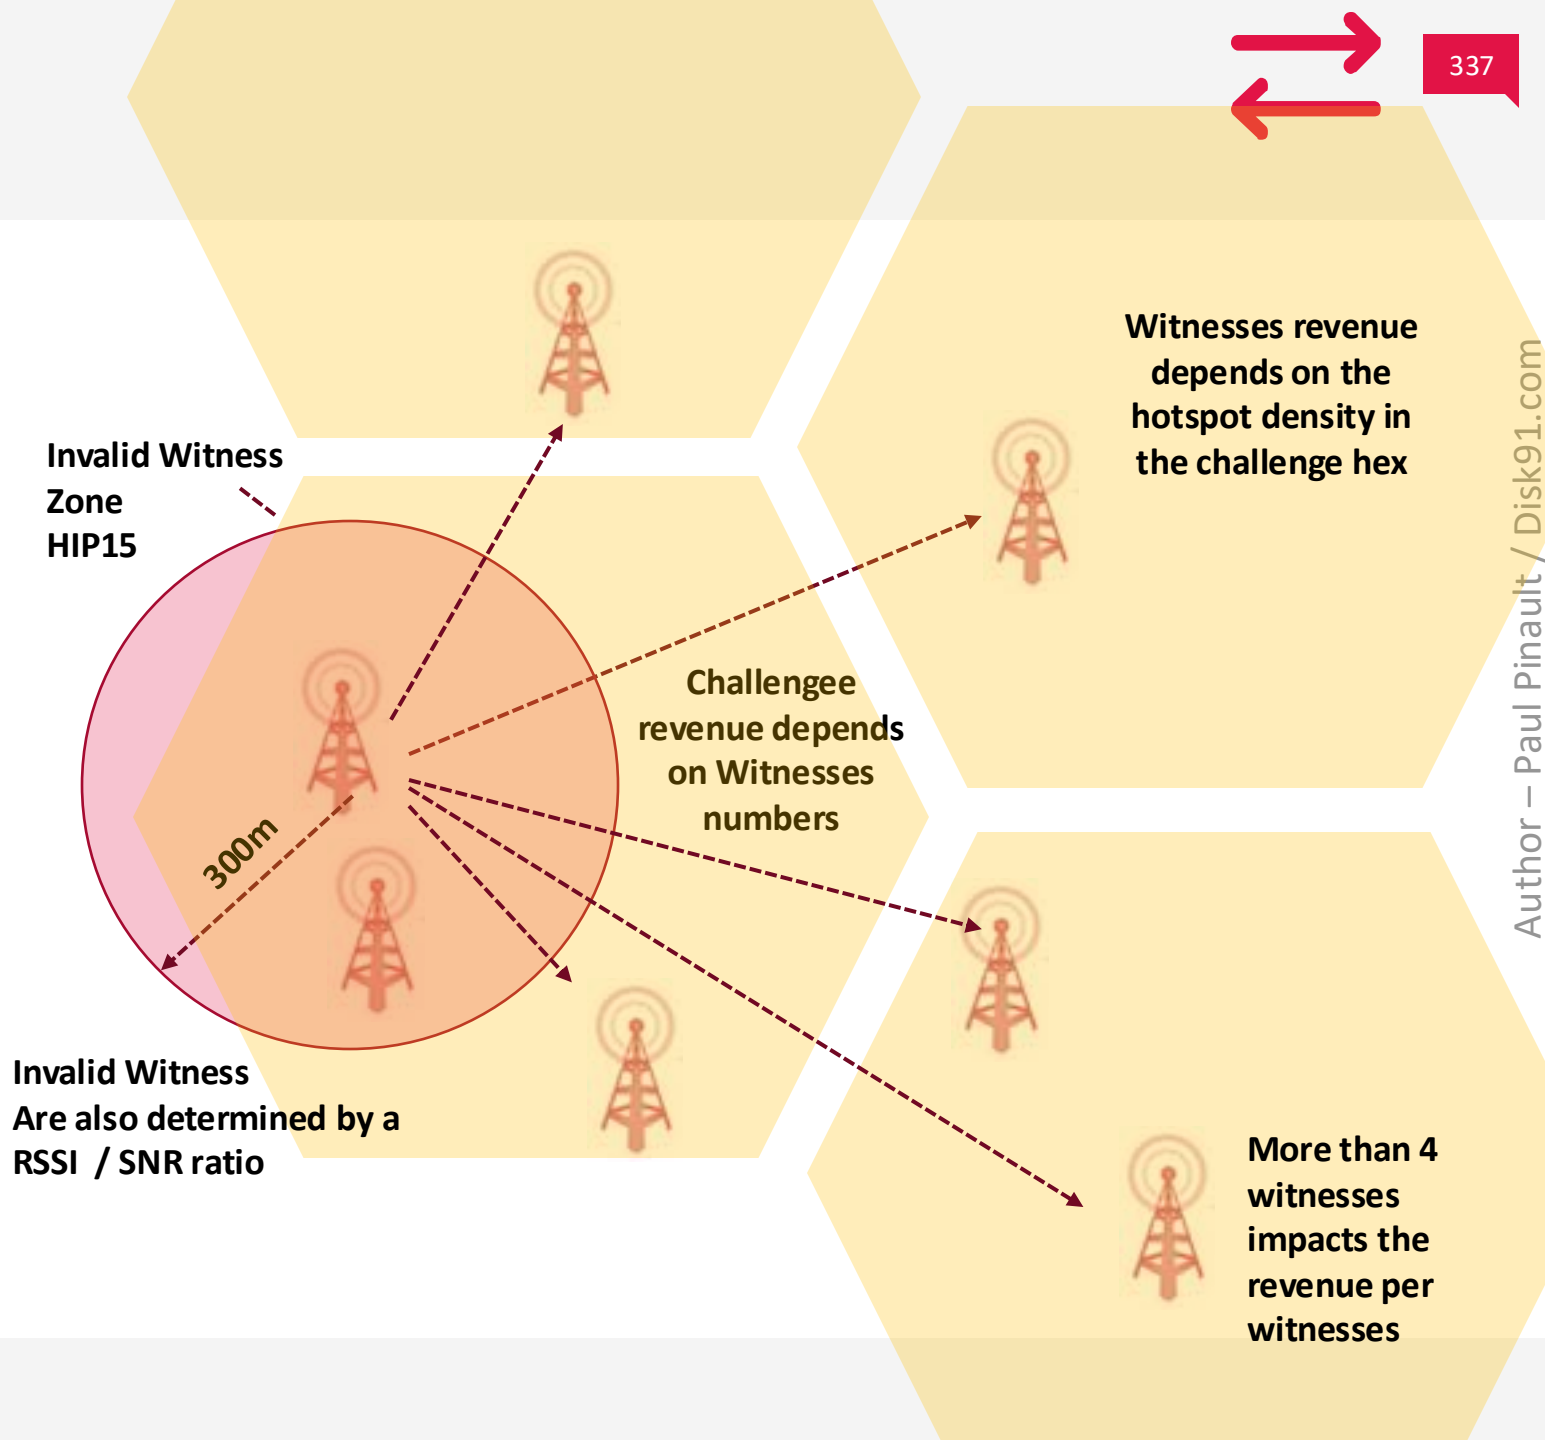 337
Witnesses revenue
depends on the
hotspot density in
the challenge hex
Invalid Witness
Zone
HIP15
Challengee
revenue depends
on Witnesses
numbers
300m
Invalid Witness
Are also determined by a
RSSI / SNR ratio
More than 4
witnesses
impacts the
revenue per
witnesses
Author – Paul Pinault / Disk91.com